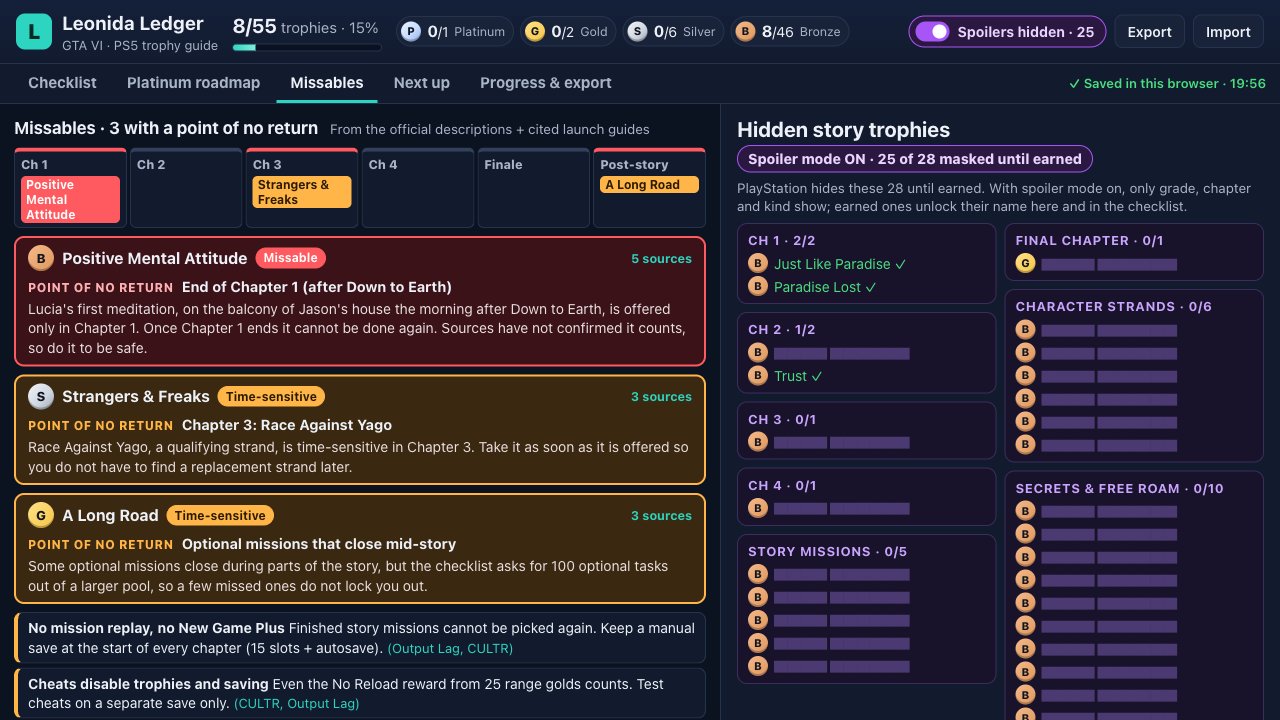 L
Leonida Ledger
GTA VI · PS5 trophy guide
8/55 trophies · 15%
P 0/1 Platinum
G 0/2 Gold
S 0/6 Silver
B 8/46 Bronze
Spoilers hidden · 25
Export
Import
Checklist
Platinum roadmap
Missables
Next up
Progress & export
✓ Saved in this browser · 19:56
Missables · 3 with a point of no return
From the official descriptions + cited launch guides
Ch 1
Positive
Mental
Attitude
Ch 2
Ch 3
Strangers &
Freaks
Ch 4
Finale
Post-story
A Long Road
B Positive Mental Attitude Missable
5 sources
POINT OF NO RETURN End of Chapter 1 (after Down to Earth)
Lucia's first meditation, on the balcony of Jason's house the morning after Down to Earth, is offered
only in Chapter 1. Once Chapter 1 ends it cannot be done again. Sources have not confirmed it counts,
so do it to be safe.
S Strangers & Freaks Time-sensitive
3 sources
POINT OF NO RETURN Chapter 3: Race Against Yago
Race Against Yago, a qualifying strand, is time-sensitive in Chapter 3. Take it as soon as it is offered so
you do not have to find a replacement strand later.
G A Long Road Time-sensitive
3 sources
POINT OF NO RETURN Optional missions that close mid-story
Some optional missions close during parts of the story, but the checklist asks for 100 optional tasks
out of a larger pool, so a few missed ones do not lock you out.
No mission replay, no New Game Plus Finished story missions cannot be picked again. Keep a manual
save at the start of every chapter (15 slots + autosave). (Output Lag, CULTR)
Cheats disable trophies and saving Even the No Reload reward from 25 range golds counts. Test
cheats on a separate save only. (CULTR, Output Lag)
Hidden story trophies
Spoiler mode ON · 25 of 28 masked until earned
PlayStation hides these 28 until earned. With spoiler mode on, only grade, chapter
and kind show; earned ones unlock their name here and in the checklist.
CH 1 · 2/2
B Just Like Paradise ✓
B Paradise Lost ✓
CH 2 · 1/2
B
B Trust ✓
CH 3 · 0/1
B
CH 4 · 0/1
B
STORY MISSIONS · 0/5
B
B
B
B
B
FINAL CHAPTER · 0/1
G
CHARACTER STRANDS · 0/6
B
B
B
B
B
B
SECRETS & FREE ROAM · 0/10
B
B
B
B
B
B
B
B
B
B